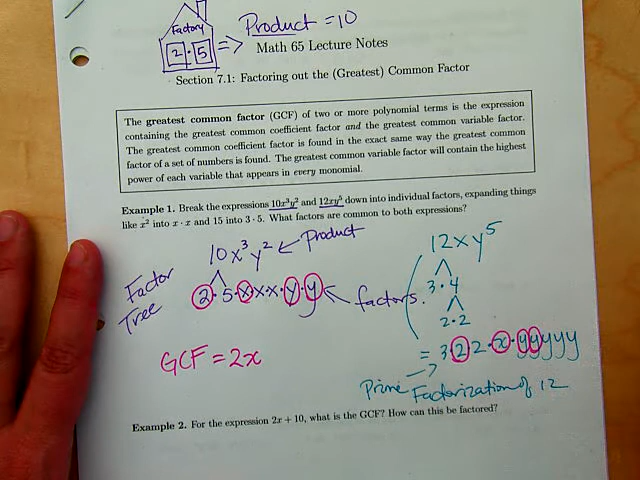 Factory
2 · 5
=> Product = 10
Math 65 Lecture Notes
Section 7.1: Factoring out the (Greatest) Common Factor
The greatest common factor (GCF) of two or more polynomial terms is the expression
containing the greatest common coefficient factor and the greatest common variable factor.
The greatest common coefficient factor is found in the exact same way the greatest common
factor of a set of numbers is found. The greatest common variable factor will contain the highest
power of each variable that appears in every monomial.
Example 1. Break the expressions 10x³y² and 12xy⁵ down into individual factors, expanding things
like x² into x · x and 15 into 3 · 5. What factors are common to both expressions?
10x³y² ← Product
Factor
Tree
2·5·x·x·x·y·y ← factors.
GCF = 2x
12xy⁵
3·4
2·2
= 3·2·2·x·yyyyy
Prime Factorization of 12
Example 2. For the expression 2x + 10, what is the GCF? How can this be factored?